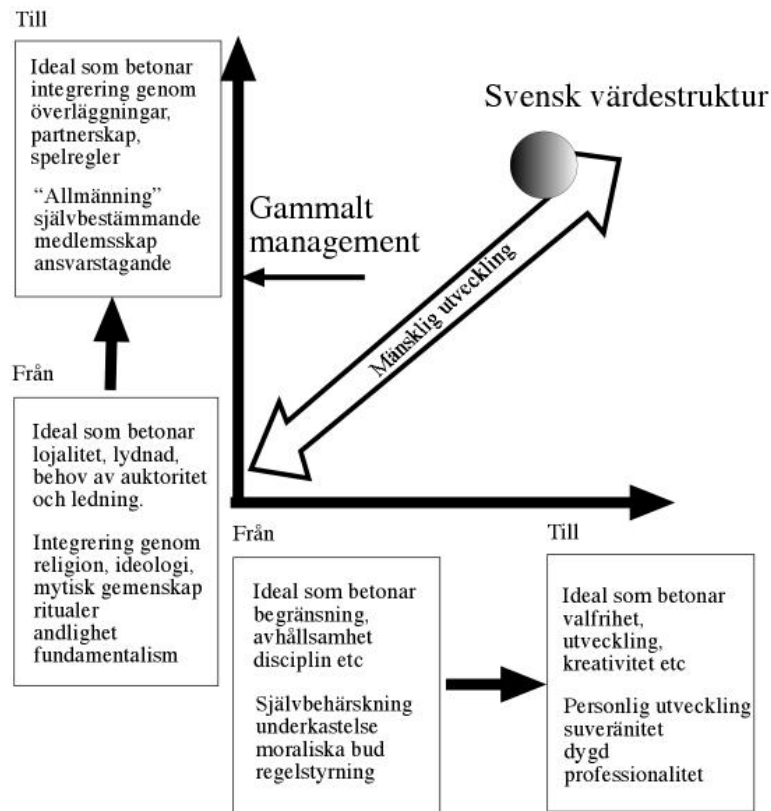 Till
Ideal som betonar
integrering genom
överläggningar,
partnerskap,
spelregler
“Allmänning”
självbestämmande
medlemsskap
ansvarstagande
Svensk värdestruktur
Gammalt
management
Mänsklig utveckling
Från
Ideal som betonar
lojalitet, lydnad,
behov av auktoritet
och ledning.
Integrering genom
religion, ideologi,
mytisk gemenskap
ritualer
andlighet
fundamentalism
Från
Ideal som betonar
begränsning,
avhållsamhet
disciplin etc
Självbehärskning
underkastelse
moraliska bud
regelstyrning
Till
Ideal som betonar
valfrihet,
utveckling,
kreativitet etc
Personlig utveckling
suveränitet
dygd
professionalitet